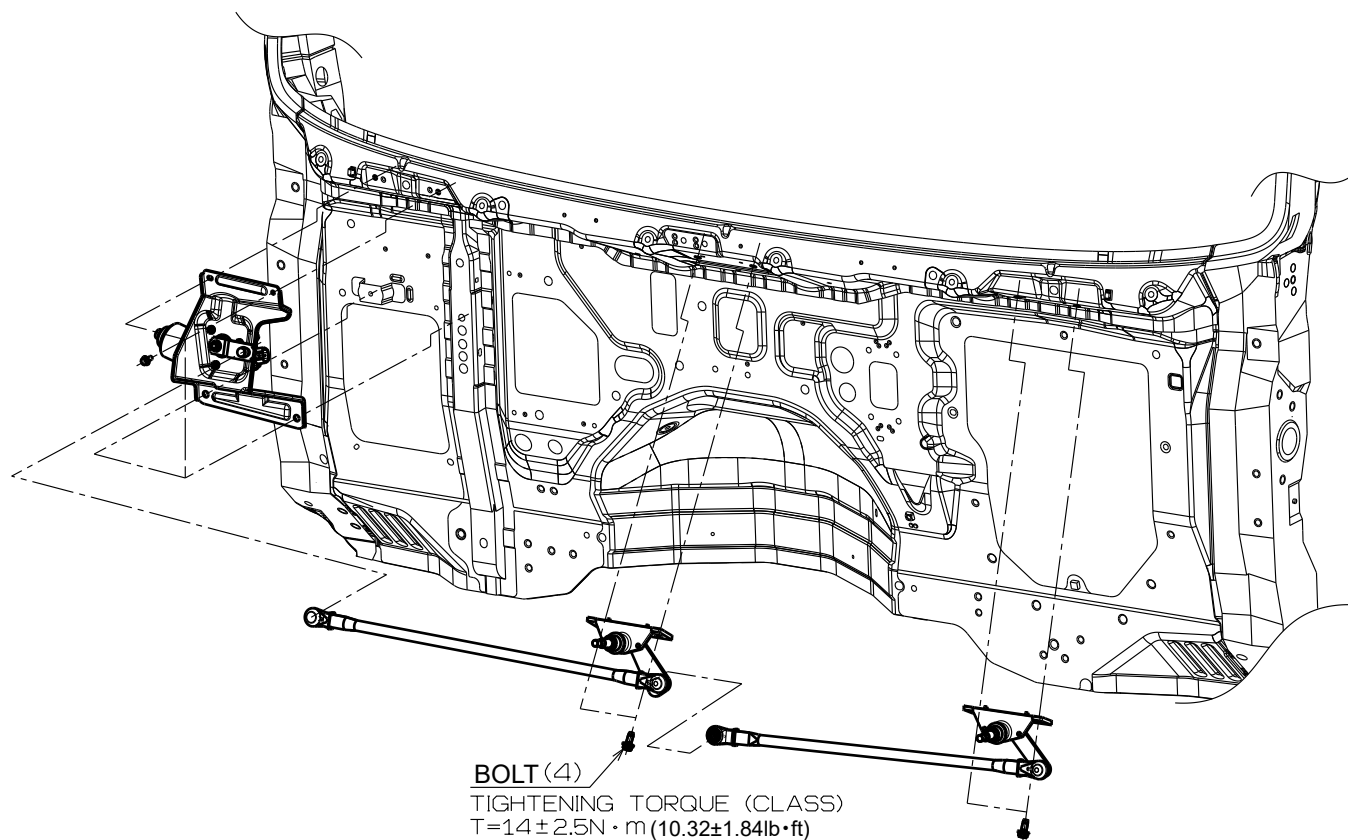 BOLT(4)
TIGHTENING TORQUE (CLASS)
T=14±2.5N・m(10.32±1.84lb・ft)